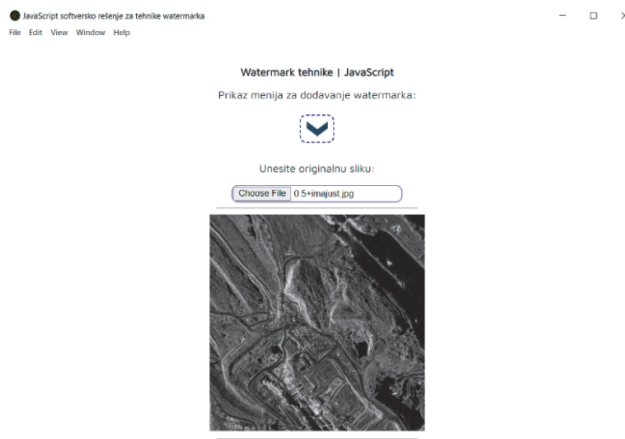 JavaScript softversko rešenje za tehnike watermarka
File Edit View Window Help
Watermark tehnike | JavaScript
Prikaz menija za dodavanje watermarka:
Unesite originalnu sliku:
Choose File 0.5+imajust.jpg